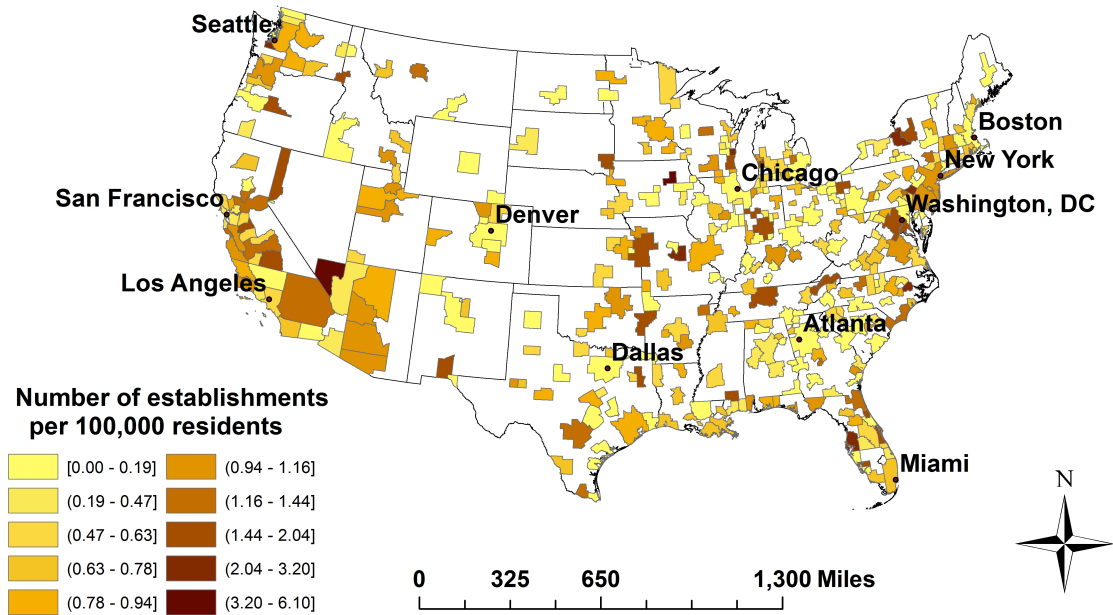 Seattle
Boston
New York
Chicago
San Francisco
Washington, DC
Denver
Los Angeles
Atlanta
Dallas
Number of establishments
per 100,000 residents
[0.00 - 0.19] (0.94 - 1.16]
Miami
(0.19 - 0.47] (1.16 - 1.44]
N
(0.47 - 0.63] (1.44 - 2.04]
(0.63 - 0.78] (2.04 - 3.20]
0 325 650 1,300 Miles
(0.78 - 0.94] (3.20 - 6.10]